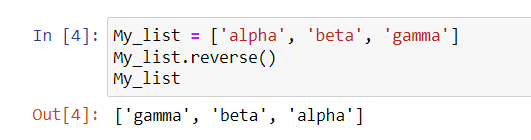 In [4]: My_list = ['alpha', 'beta', 'gamma']
My_list.reverse()
My_list
Out[4]: ['gamma', 'beta', 'alpha']